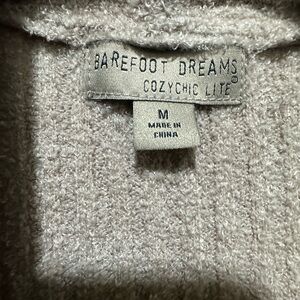 BAREFOOT DREAMS®
COZYCHIC LITE
M
MADE IN
CHINA